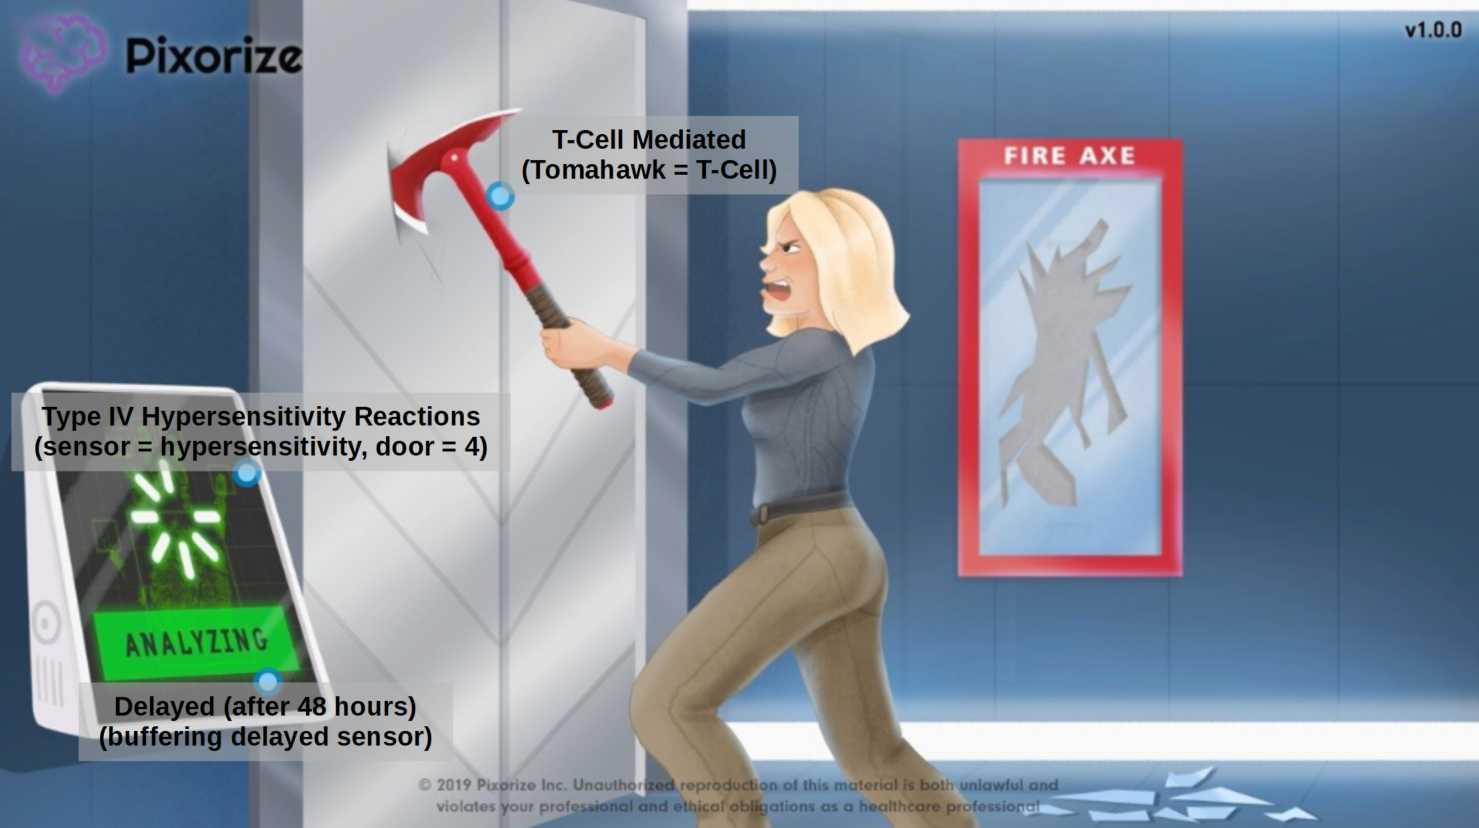 Pixorize
v1.0.0
T-Cell Mediated
(Tomahawk = T-Cell)
FIRE AXE
Type IV Hypersensitivity Reactions
(sensor = hypersensitivity, door = 4)
ANALYZING
Delayed (after 48 hours)
(buffering delayed sensor)
© 2019 Pixorize Inc. Unauthorized reproduction of this material is both unlawful and
violates your professional and ethical obligations as a healthcare professional